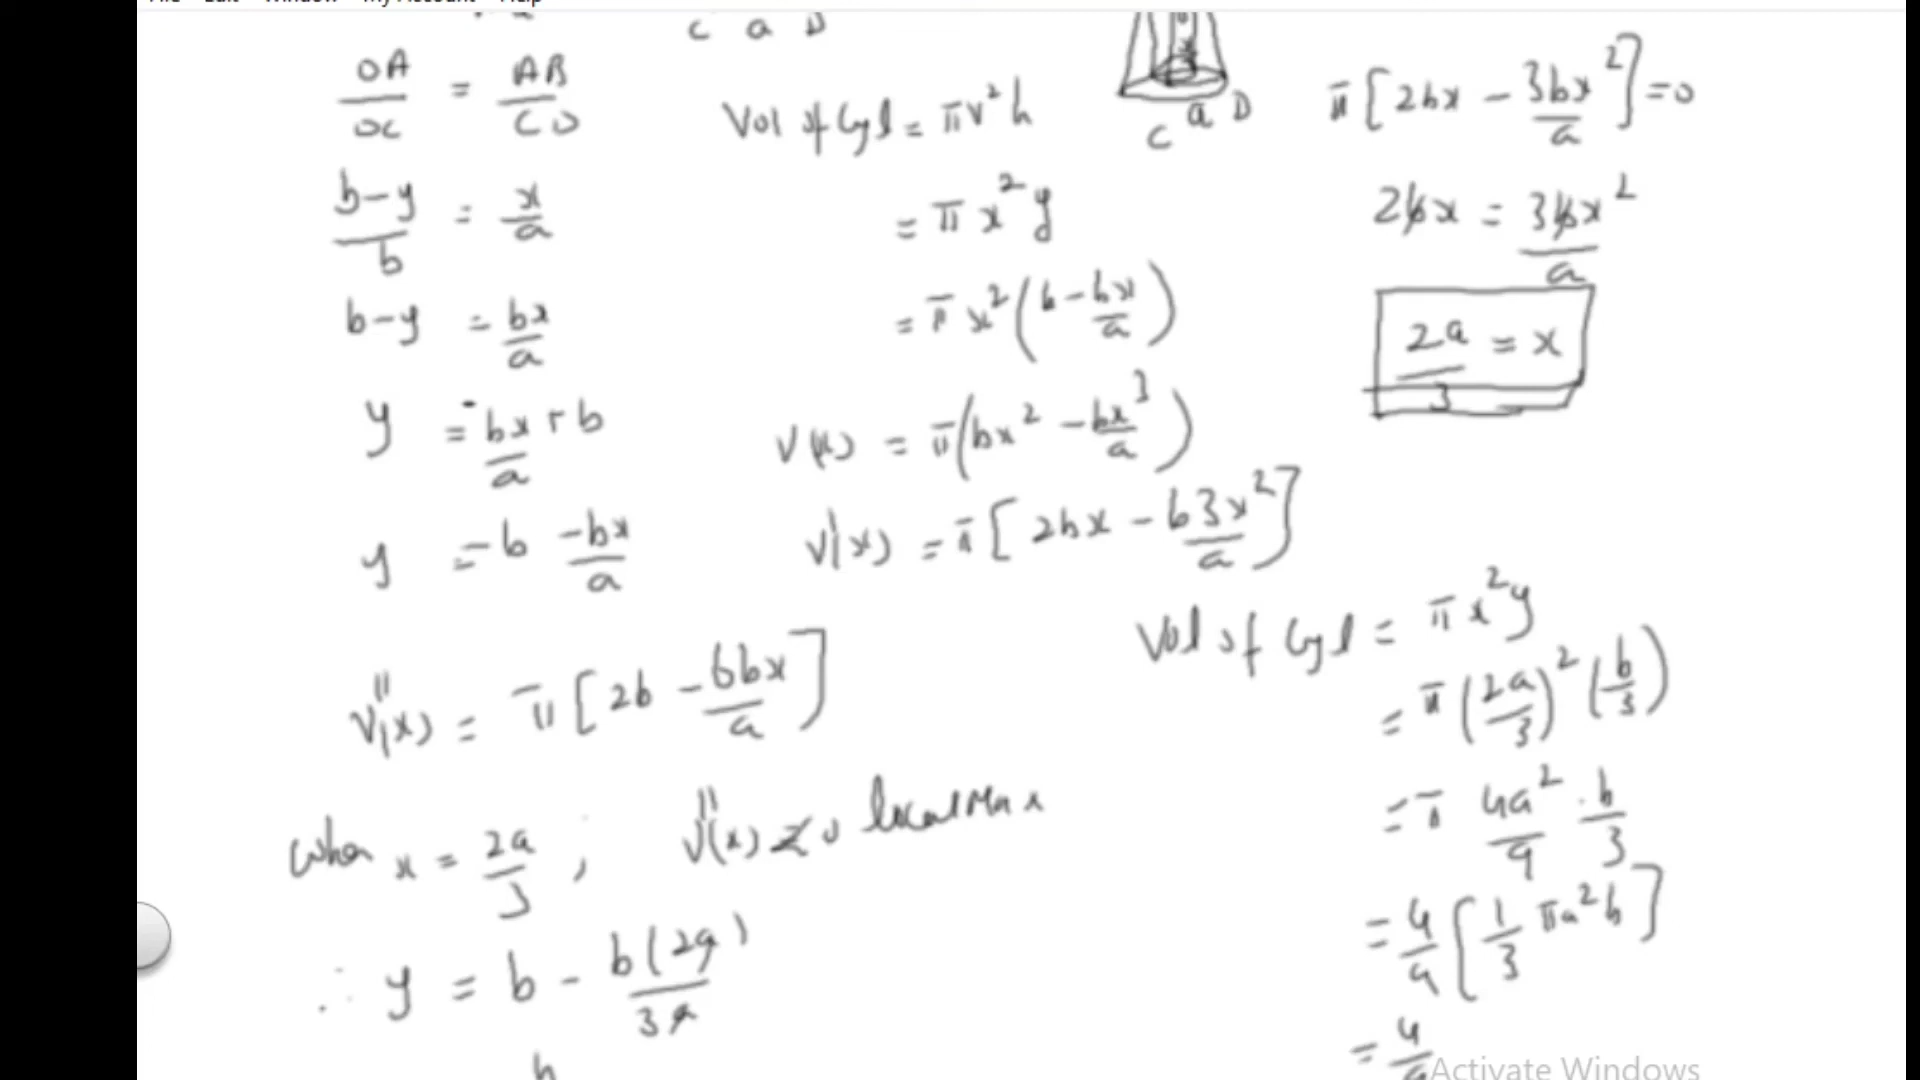 File Edit Window My Account Help
C a D
OA/OC = AB/CD
b-y/b = x/a
b-y = bx/a
y = -bx/a + b
y = b - bx/a
C a D
Vol of Cyl = πr²h
= πx²y
= πx²(b - bx/a)
V(x) = π(bx² - bx³/a)
V'(x) = π[2bx - b3x²/a]
π[2bx - 3bx²/a] = 0
2bx = 3bx²/a
2a/3 = x
V''(x) = π[2b - 6bx/a]
When x = 2a/3 ; V''(x) < 0 local Max
∴ y = b - b(2a)/3a
b
Vol of Cyl = πx²y
= π(2a/3)²(b/3)
= π 4a²/9 · b/3
= 4/9[1/3 πa²b]
= 4/9
Activate Windows